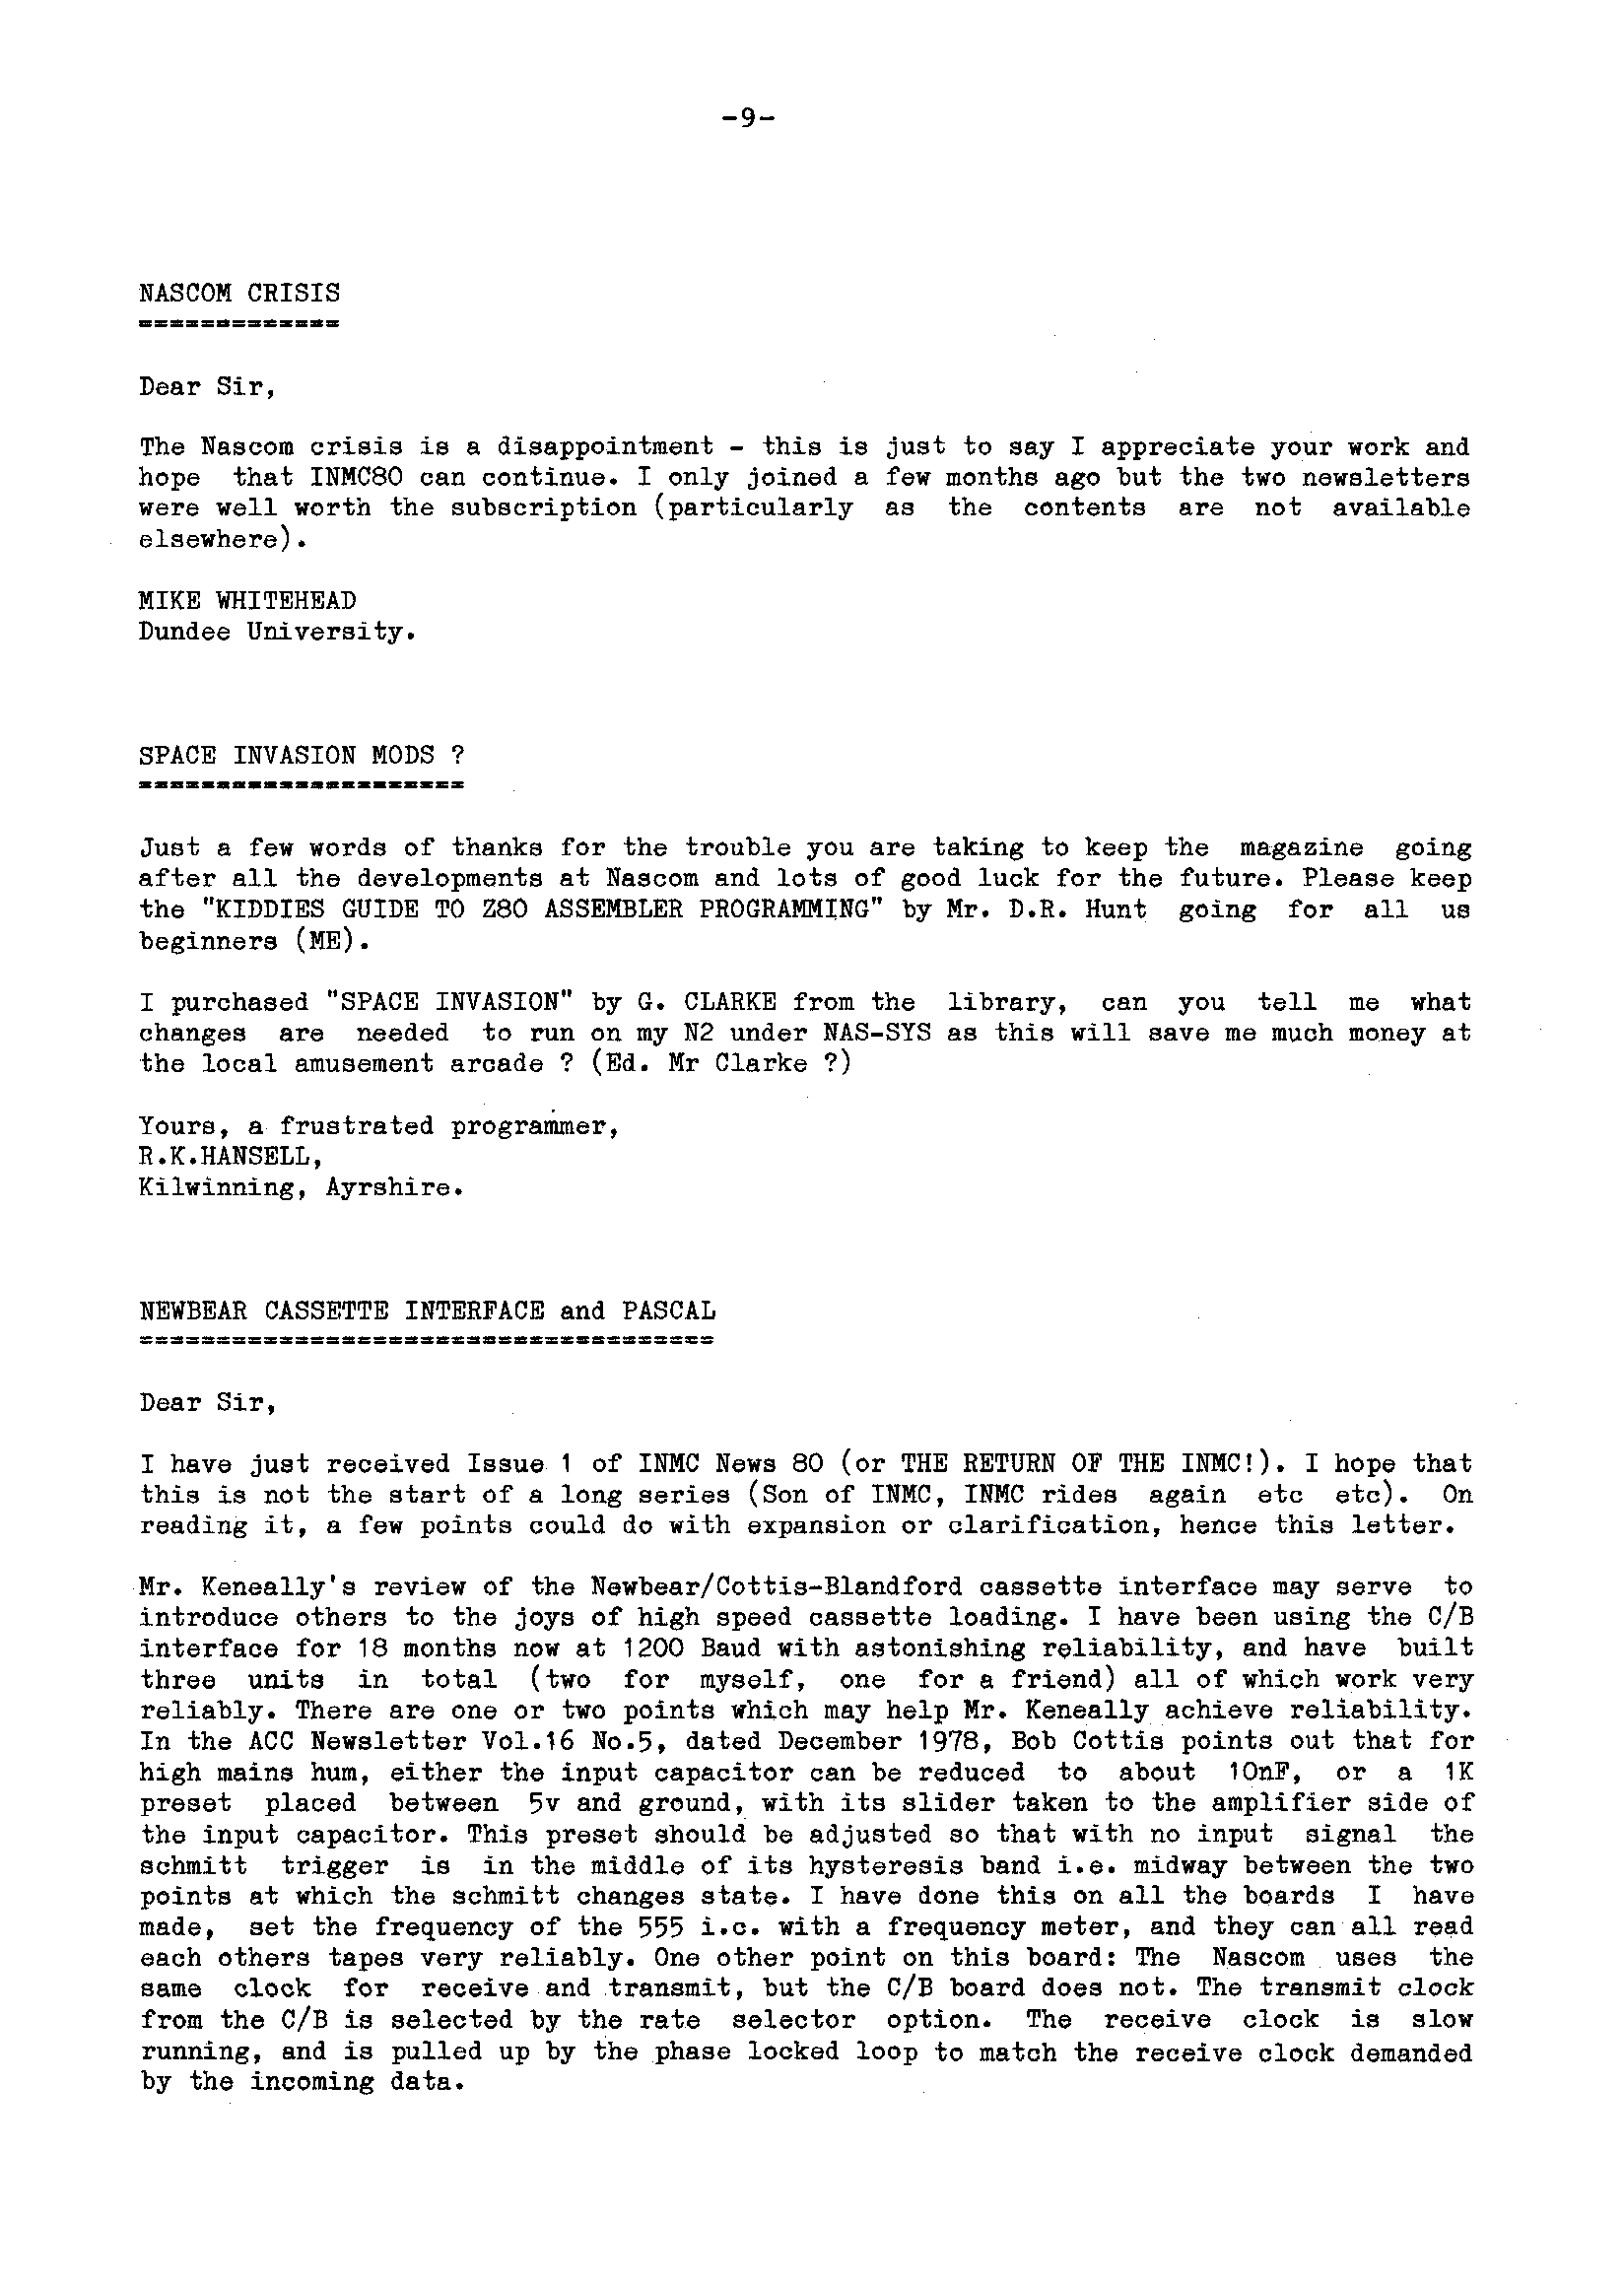 -9-
NASCOM CRISIS
=============
Dear Sir,
The Nascom crisis is a disappointment - this is just to say I appreciate your work and
hope that INMC80 can continue. I only joined a few months ago but the two newsletters
were well worth the subscription (particularly as the contents are not available
elsewhere).
MIKE WHITEHEAD
Dundee University.
SPACE INVASION MODS ?
=====================
Just a few words of thanks for the trouble you are taking to keep the magazine going
after all the developments at Nascom and lots of good luck for the future. Please keep
the "KIDDIES GUIDE TO Z80 ASSEMBLER PROGRAMMING" by Mr. D.R. Hunt going for all us
beginners (ME).
I purchased "SPACE INVASION" by G. CLARKE from the library, can you tell me what
changes are needed to run on my N2 under NAS-SYS as this will save me much money at
the local amusement arcade ? (Ed. Mr Clarke ?)
Yours, a frustrated programmer,
R.K.HANSELL,
Kilwinning, Ayrshire.
NEWBEAR CASSETTE INTERFACE and PASCAL
=====================================
Dear Sir,
I have just received Issue 1 of INMC News 80 (or THE RETURN OF THE INMC!). I hope that
this is not the start of a long series (Son of INMC, INMC rides again etc etc). On
reading it, a few points could do with expansion or clarification, hence this letter.
Mr. Keneally's review of the Newbear/Cottis-Blandford cassette interface may serve to
introduce others to the joys of high speed cassette loading. I have been using the C/B
interface for 18 months now at 1200 Baud with astonishing reliability, and have built
three units in total (two for myself, one for a friend) all of which work very
reliably. There are one or two points which may help Mr. Keneally achieve reliability.
In the ACC Newsletter Vol.16 No.5, dated December 1978, Bob Cottis points out that for
high mains hum, either the input capacitor can be reduced to about 10nF, or a 1K
preset placed between 5v and ground, with its slider taken to the amplifier side of
the input capacitor. This preset should be adjusted so that with no input signal the
schmitt trigger is in the middle of its hysteresis band i.e. midway between the two
points at which the schmitt changes state. I have done this on all the boards I have
made, set the frequency of the 555 i.c. with a frequency meter, and they can all read
each others tapes very reliably. One other point on this board: The Nascom uses the
same clock for receive and transmit, but the C/B board does not. The transmit clock
from the C/B is selected by the rate selector option. The receive clock is slow
running, and is pulled up by the phase locked loop to match the receive clock demanded
by the incoming data.